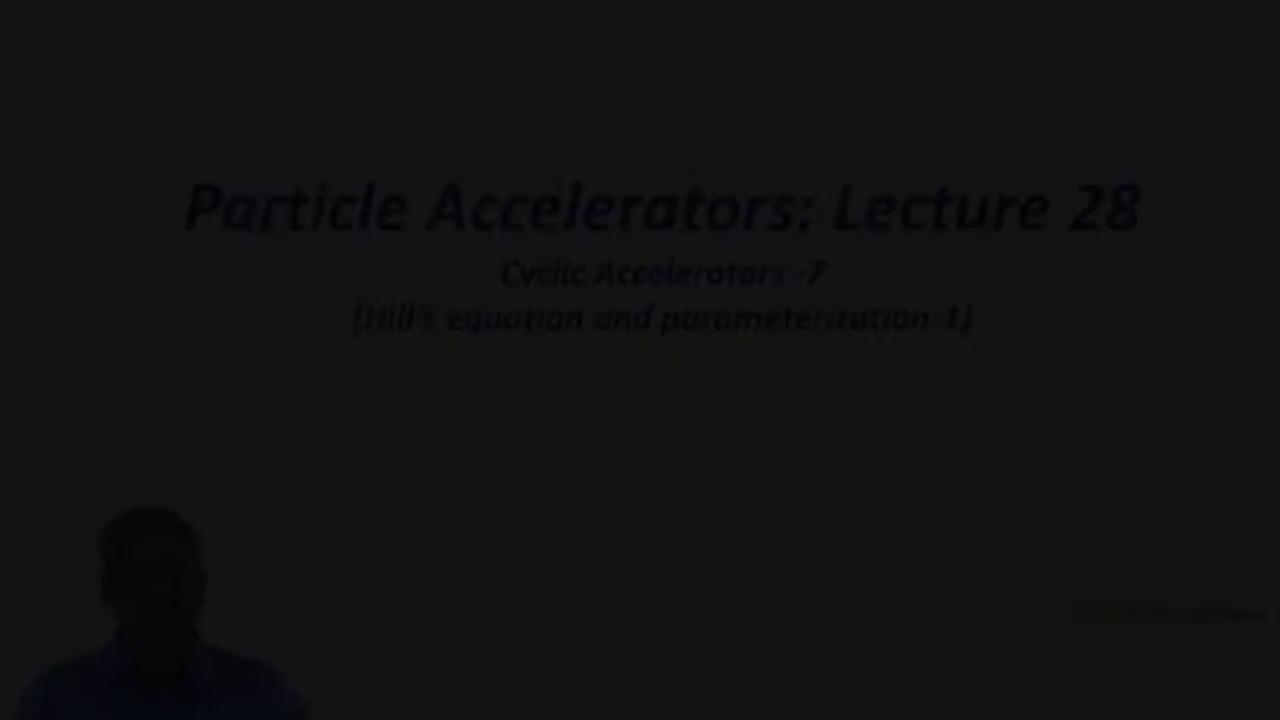 Particle Accelerators: Lecture 28
Cyclic Accelerators -7
(Hill's equation and parameterization-1)